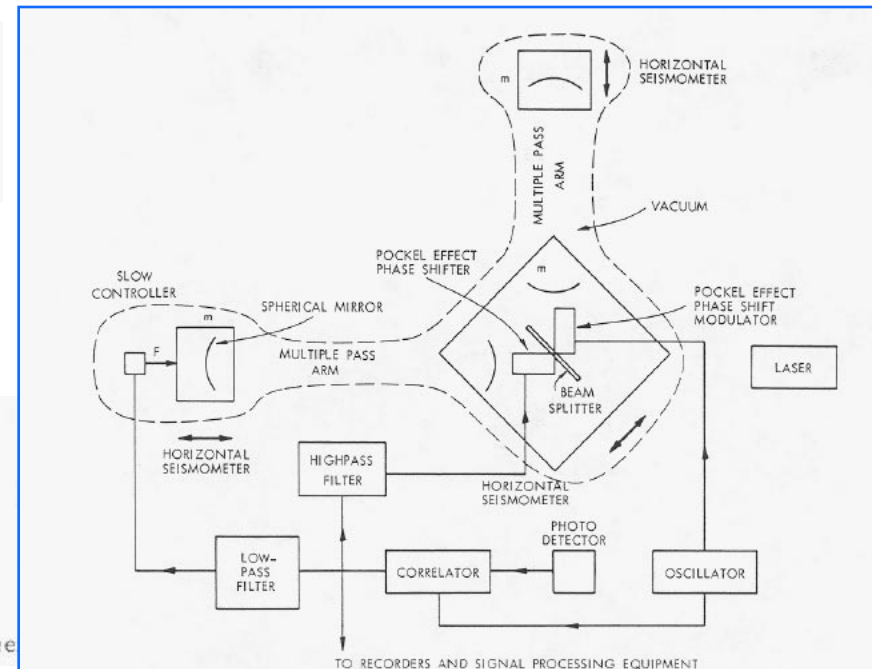 m
HORIZONTAL
SEISMOMETER
MULTIPLE PASS
ARM
VACUUM
POCKEL EFFECT
PHASE SHIFTER
m
SLOW
CONTROLLER
SPHERICAL MIRROR
m
POCKEL EFFECT
PHASE SHIFT
MODULATOR
F
MULTIPLE PASS
ARM
BEAM
SPLITTER
LASER
HORIZONTAL
SEISMOMETER
HIGHPASS
FILTER
HORIZONTAL
SEISMOMETER
PHOTO
DETECTOR
LOW-
PASS
FILTER
CORRELATOR
OSCILLATOR
TO RECORDERS AND SIGNAL PROCESSING EQUIPMENT